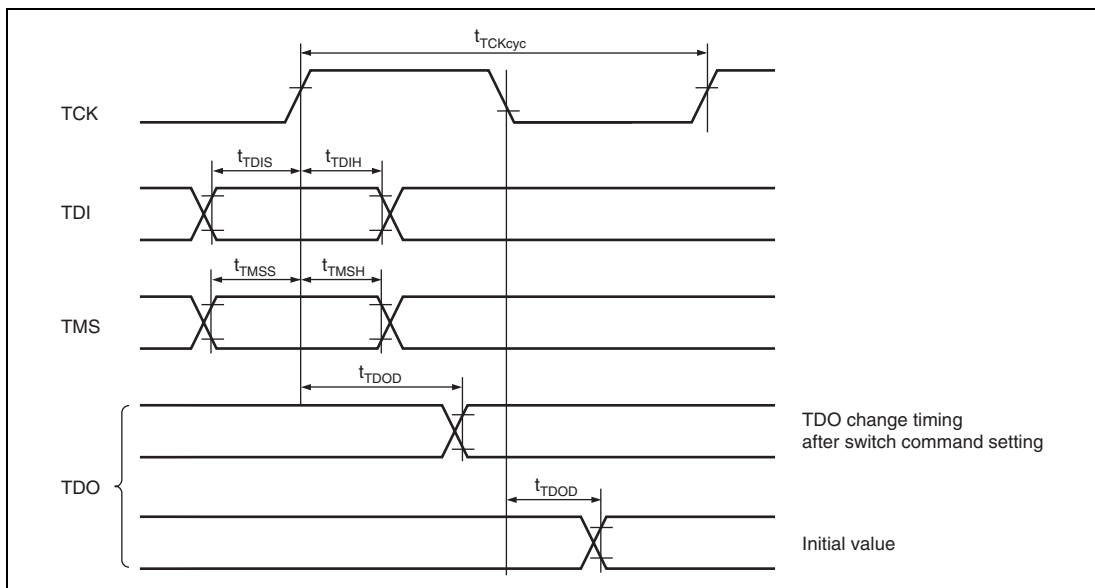 tTCKcyc
TCK
tTDIS
tTDIH
TDI
tTMSS
tTMSH
TMS
tTDOD
TDO change timing
after switch command setting
TDO
tTDOD
Initial value